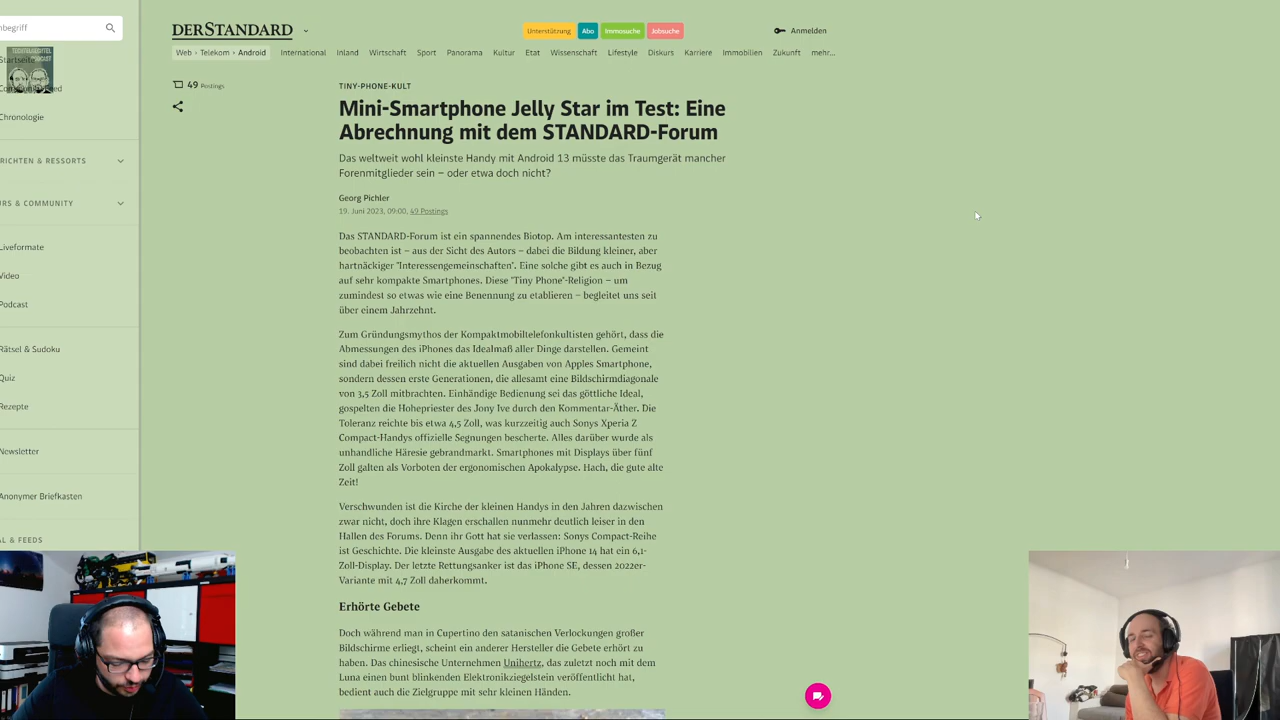 nbegriff
Startseite
Chronologie
RICHTEN & RESSORTS
RS & COMMUNITY
Liveformate
Video
Podcast
Rätsel & Sudoku
Quiz
Rezepte
Newsletter
Anonymer Briefkasten
L & FEEDS
DERSTANDARD
Unterstützung Abo Immosuche Jobsuche
Anmelden
Web › Telekom › Android International Inland Wirtschaft Sport Panorama Kultur Etat Wissenschaft Lifestyle Diskurs Karriere Immobilien Zukunft mehr...
49 Postings
TINY-PHONE-KULT
Mini-Smartphone Jelly Star im Test: Eine
Abrechnung mit dem STANDARD-Forum
Das weltweit wohl kleinste Handy mit Android 13 müsste das Traumgerät mancher
Forenmitglieder sein – oder etwa doch nicht?
Georg Pichler
19. Juni 2023, 09:00, 49 Postings
Das STANDARD-Forum ist ein spannendes Biotop. Am interessantesten zu
beobachten ist – aus der Sicht des Autors – dabei die Bildung kleiner, aber
hartnäckiger "Interessengemeinschaften". Eine solche gibt es auch in Bezug
auf sehr kompakte Smartphones. Diese "Tiny Phone"-Religion – um
zumindest so etwas wie eine Benennung zu etablieren – begleitet uns seit
über einem Jahrzehnt.
Zum Gründungsmythos der Kompaktmobiltelefonkultisten gehört, dass die
Abmessungen des iPhones das Idealmaß aller Dinge darstellen. Gemeint
sind dabei freilich nicht die aktuellen Ausgaben von Apples Smartphone,
sondern dessen erste Generationen, die allesamt eine Bildschirmdiagonale
von 3,5 Zoll mitbrachten. Einhändige Bedienung sei das göttliche Ideal,
gospelten die Hohepriester des Jony Ive durch den Kommentar-Äther. Die
Toleranz reichte bis etwa 4,5 Zoll, was kurzzeitig auch Sonys Xperia Z
Compact-Handys offizielle Segnungen bescherte. Alles darüber wurde als
unhandliche Häresie gebrandmarkt. Smartphones mit Displays über fünf
Zoll galten als Vorboten der ergonomischen Apokalypse. Hach, die gute alte
Zeit!
Verschwunden ist die Kirche der kleinen Handys in den Jahren dazwischen
zwar nicht, doch ihre Klagen erschallen nunmehr deutlich leiser in den
Hallen des Forums. Denn ihr Gott hat sie verlassen: Sonys Compact-Reihe
ist Geschichte. Die kleinste Ausgabe des aktuellen iPhone 14 hat ein 6,1-
Zoll-Display. Der letzte Rettungsanker ist das iPhone SE, dessen 2022er-
Variante mit 4,7 Zoll daherkommt.
Erhörte Gebete
Doch während man in Cupertino den satanischen Verlockungen großer
Bildschirme erliegt, scheint ein anderer Hersteller die Gebete erhört zu
haben. Das chinesische Unternehmen Unihertz, das zuletzt noch mit dem
Luna einen bunt blinkenden Elektronikziegelstein veröffentlicht hat,
bedient auch die Zielgruppe mit sehr kleinen Händen.